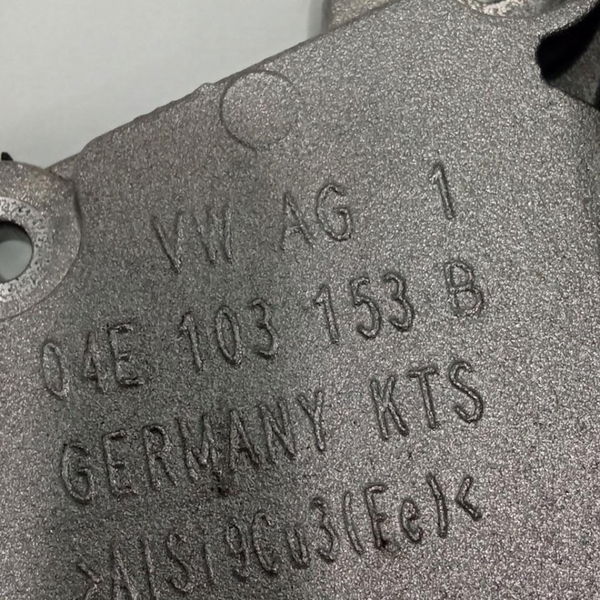 VW AG 1
04E 103 153 B
GERMANY KTS
>AlSi9Cu3(Fe)<